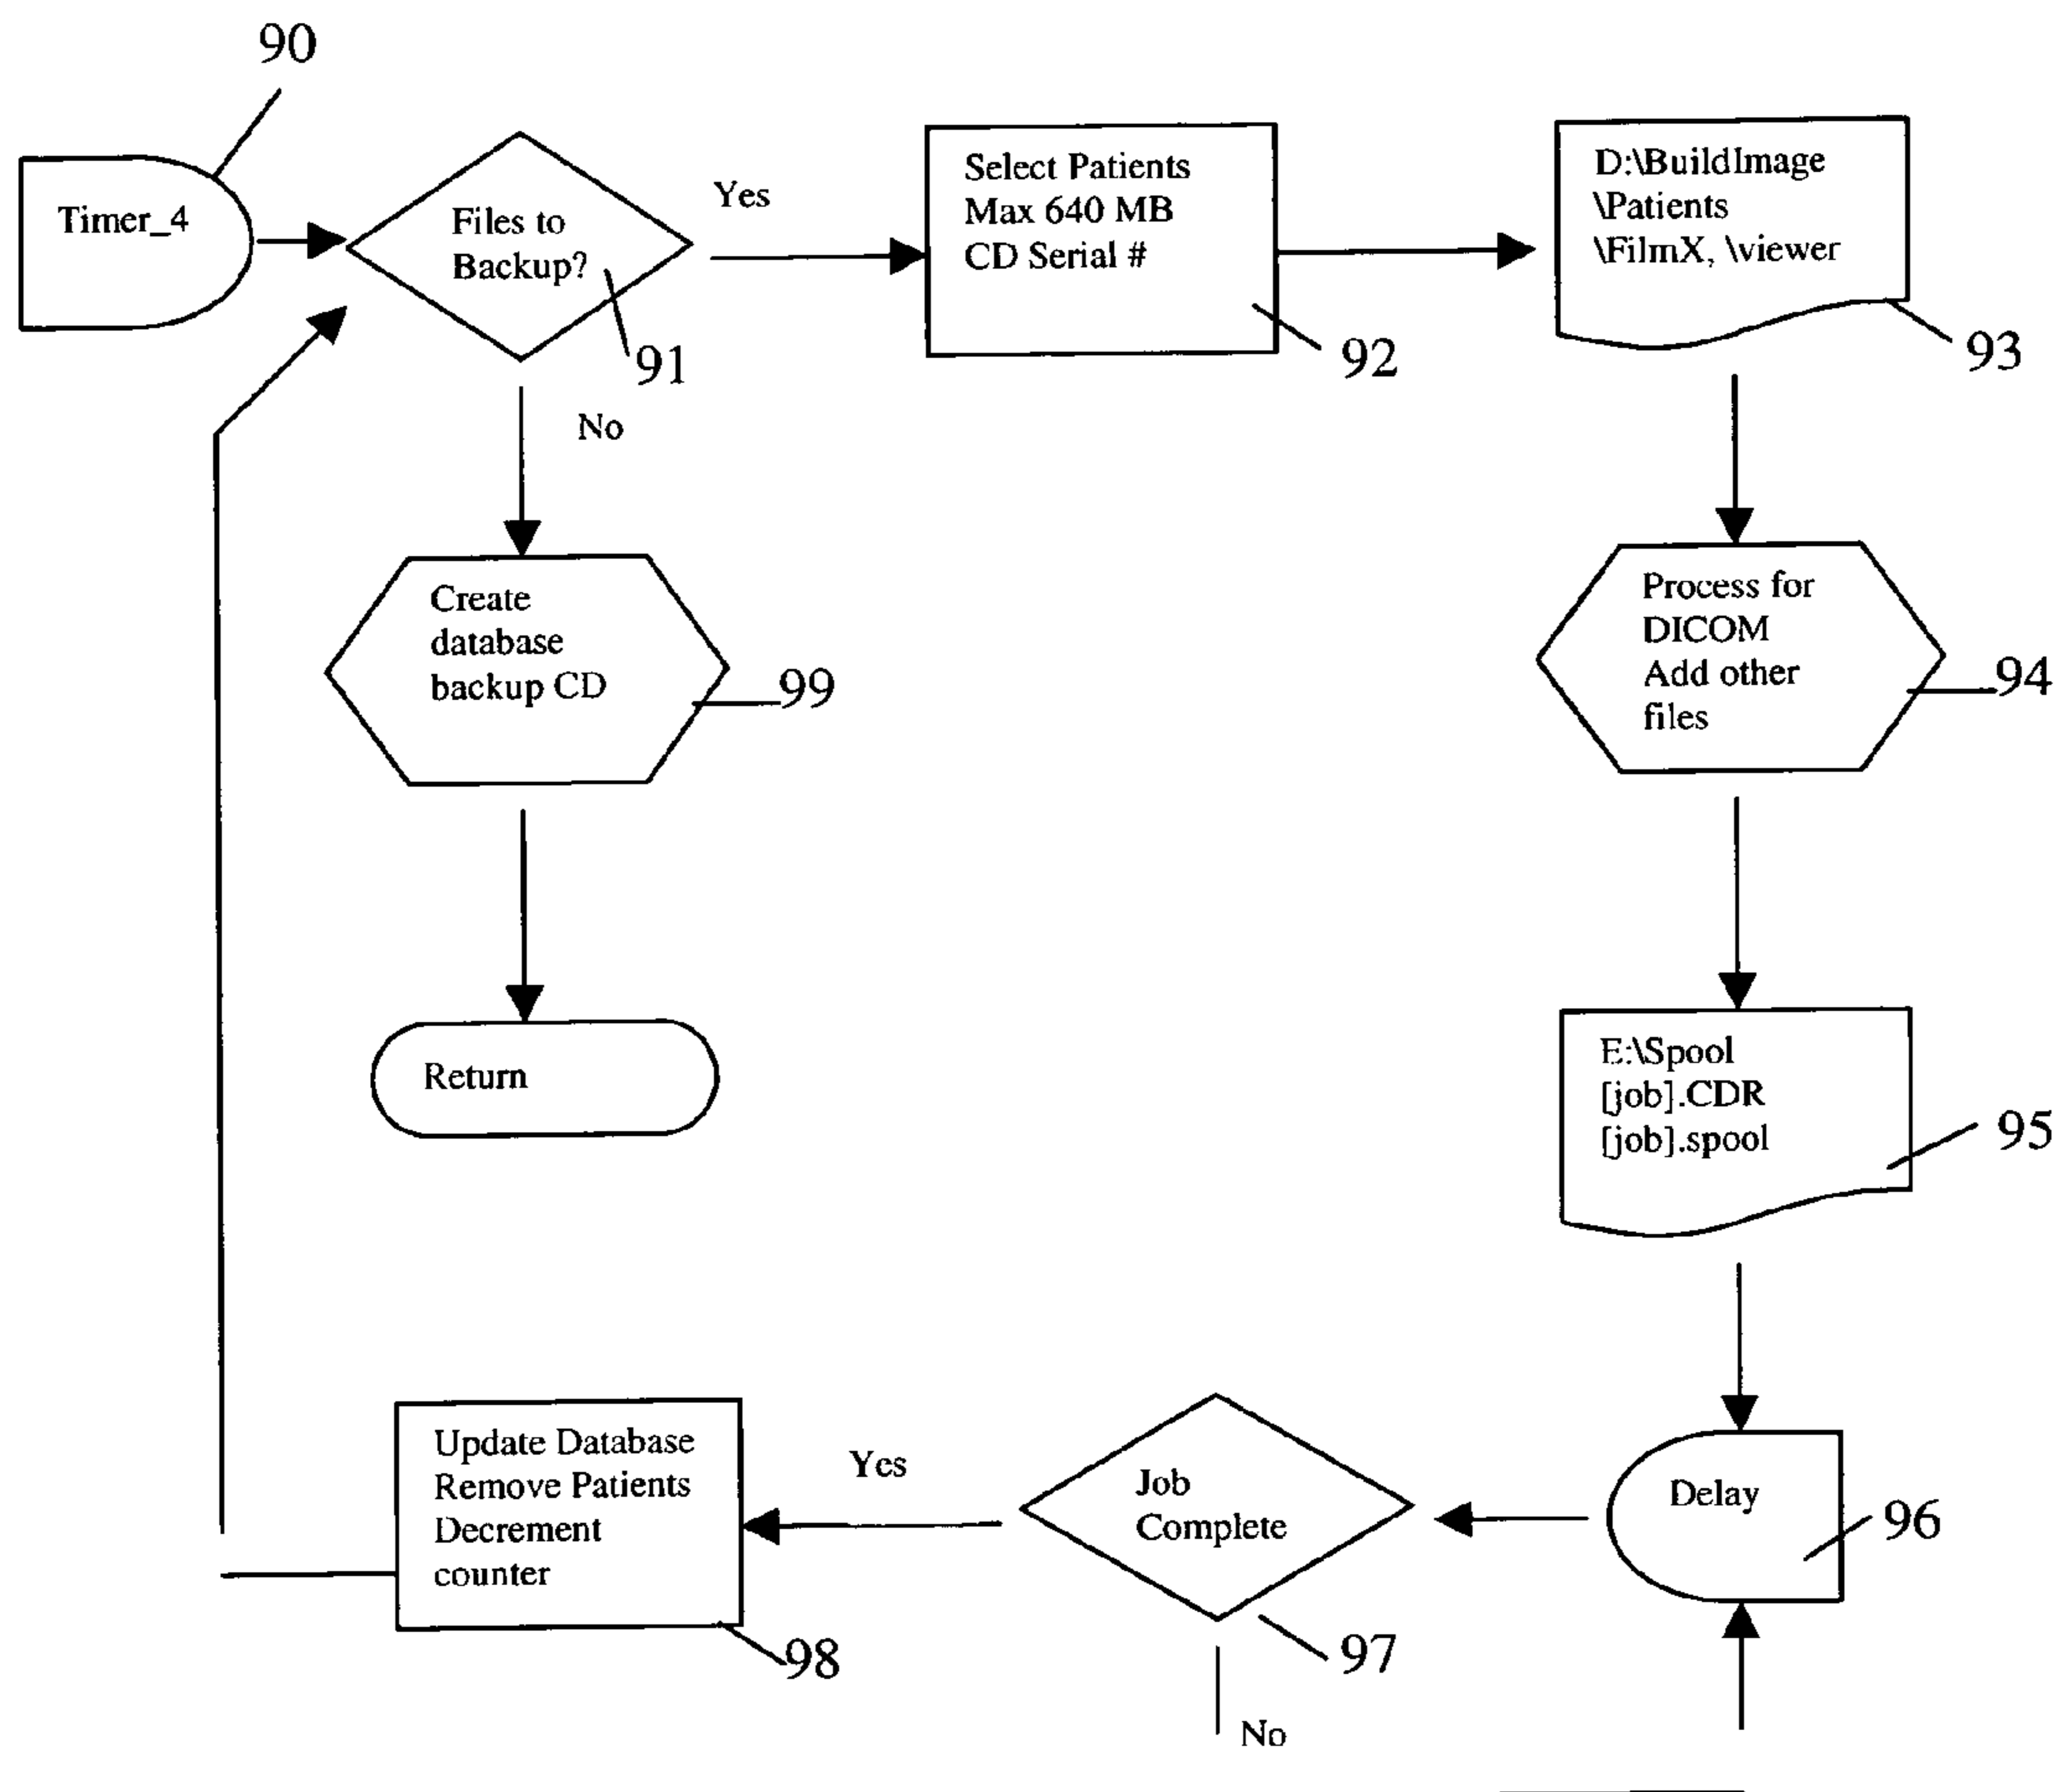 90
Timer_4
Files to
Backup?
91
Yes
Select Patients
Max 640 MB
CD Serial #
92
D:\BuildImage
\Patients
\FilmX, \viewer
93
No
Create
database
backup CD
99
Process for
DICOM
Add other
files
94
Return
E:\Spool
[job].CDR
[job].spool
95
Update Database
Remove Patients
Decrement
counter
98
Yes
Job
Complete
97
Delay
96
No